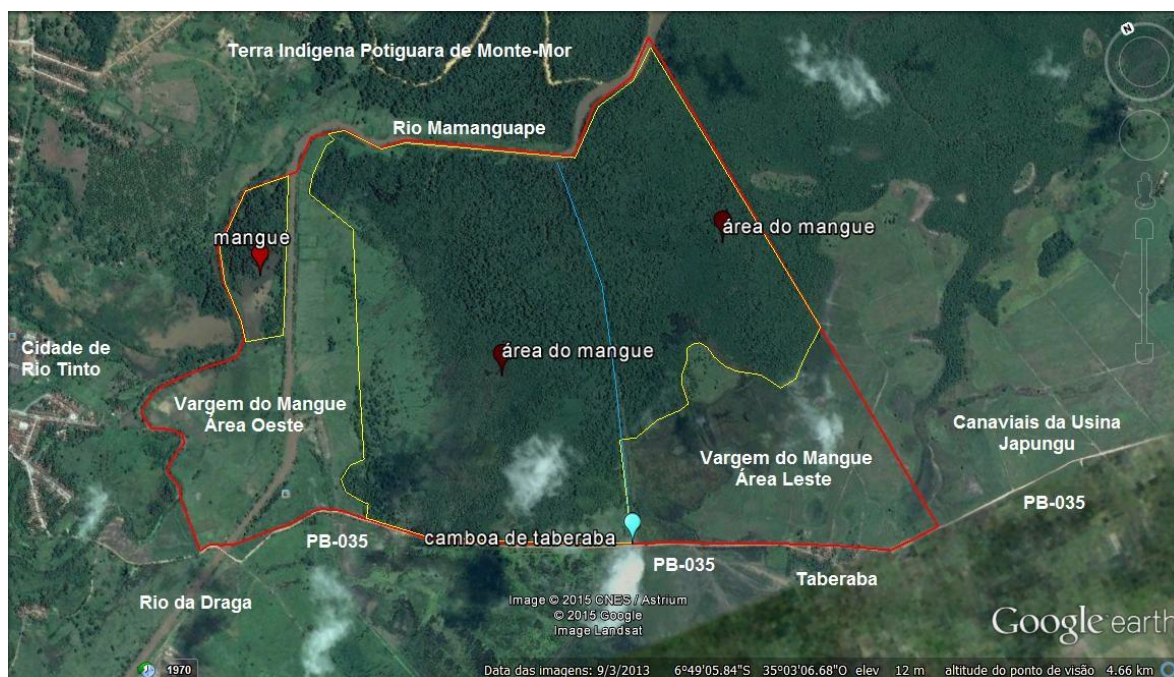 Terra Indígena Potiguara de Monte-Mor
N
Rio Mamanguape
mangue
área do mangue
Cidade de
Rio Tinto
área do mangue
Vargem do Mangue
Área Oeste
Canaviais da Usina
Japungu
Vargem do Mangue
Área Leste
PB-035
PB-035
camboa de taberaba
PB-035
Taberaba
Rio da Draga
Image © 2015 CNES / Astrium
© 2015 Google
Image Landsat
Google earth
1970
Data das imagens: 9/3/2013 6°49'05.84"S 35°03'06.68"O elev 12 m altitude do ponto de visão 4.66 km